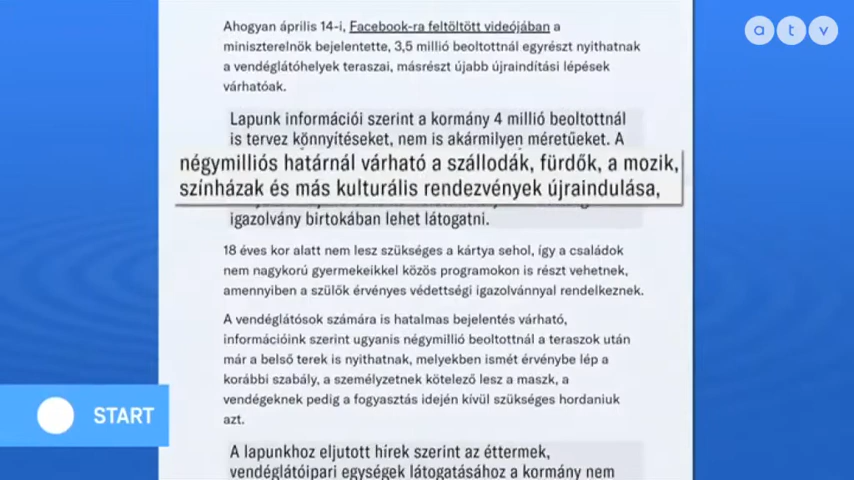 atv
Ahogyan április 14-i, Facebook-ra feltöltött videójában a
miniszterelnök bejelentette, 3,5 millió beoltottnál egyrészt nyithatnak
a vendéglátóhelyek teraszai, másrészt újabb újraindítási lépések
várhatóak.
Lapunk információi szerint a kormány 4 millió beoltottnál
is tervez könnyítéseket, nem is akármilyen méretűeket. A
négymilliós határnál várható a szállodák, fürdők, a mozik,
színházak és más kulturális rendezvények újraindulása,
igazolvány birtokában lehet látogatni.
18 éves kor alatt nem lesz szükséges a kártya sehol, így a családok
nem nagykorú gyermekeikkel közös programokon is részt vehetnek,
amennyiben a szülők érvényes védettségi igazolvánnyal rendelkeznek.
A vendéglátósok számára is hatalmas bejelentés várható,
információink szerint ugyanis négymillió beoltottnál a teraszok után
már a belső terek is nyithatnak, melyekben ismét érvénybe lép a
korábbi szabály, a személyzetnek kötelező lesz a maszk, a
vendégeknek pedig a fogyasztás idején kívül szükséges hordaniuk
azt.
START
A lapunkhoz eljutott hírek szerint az éttermek,
vendéglátóipari egységek látogatásához a kormány nem